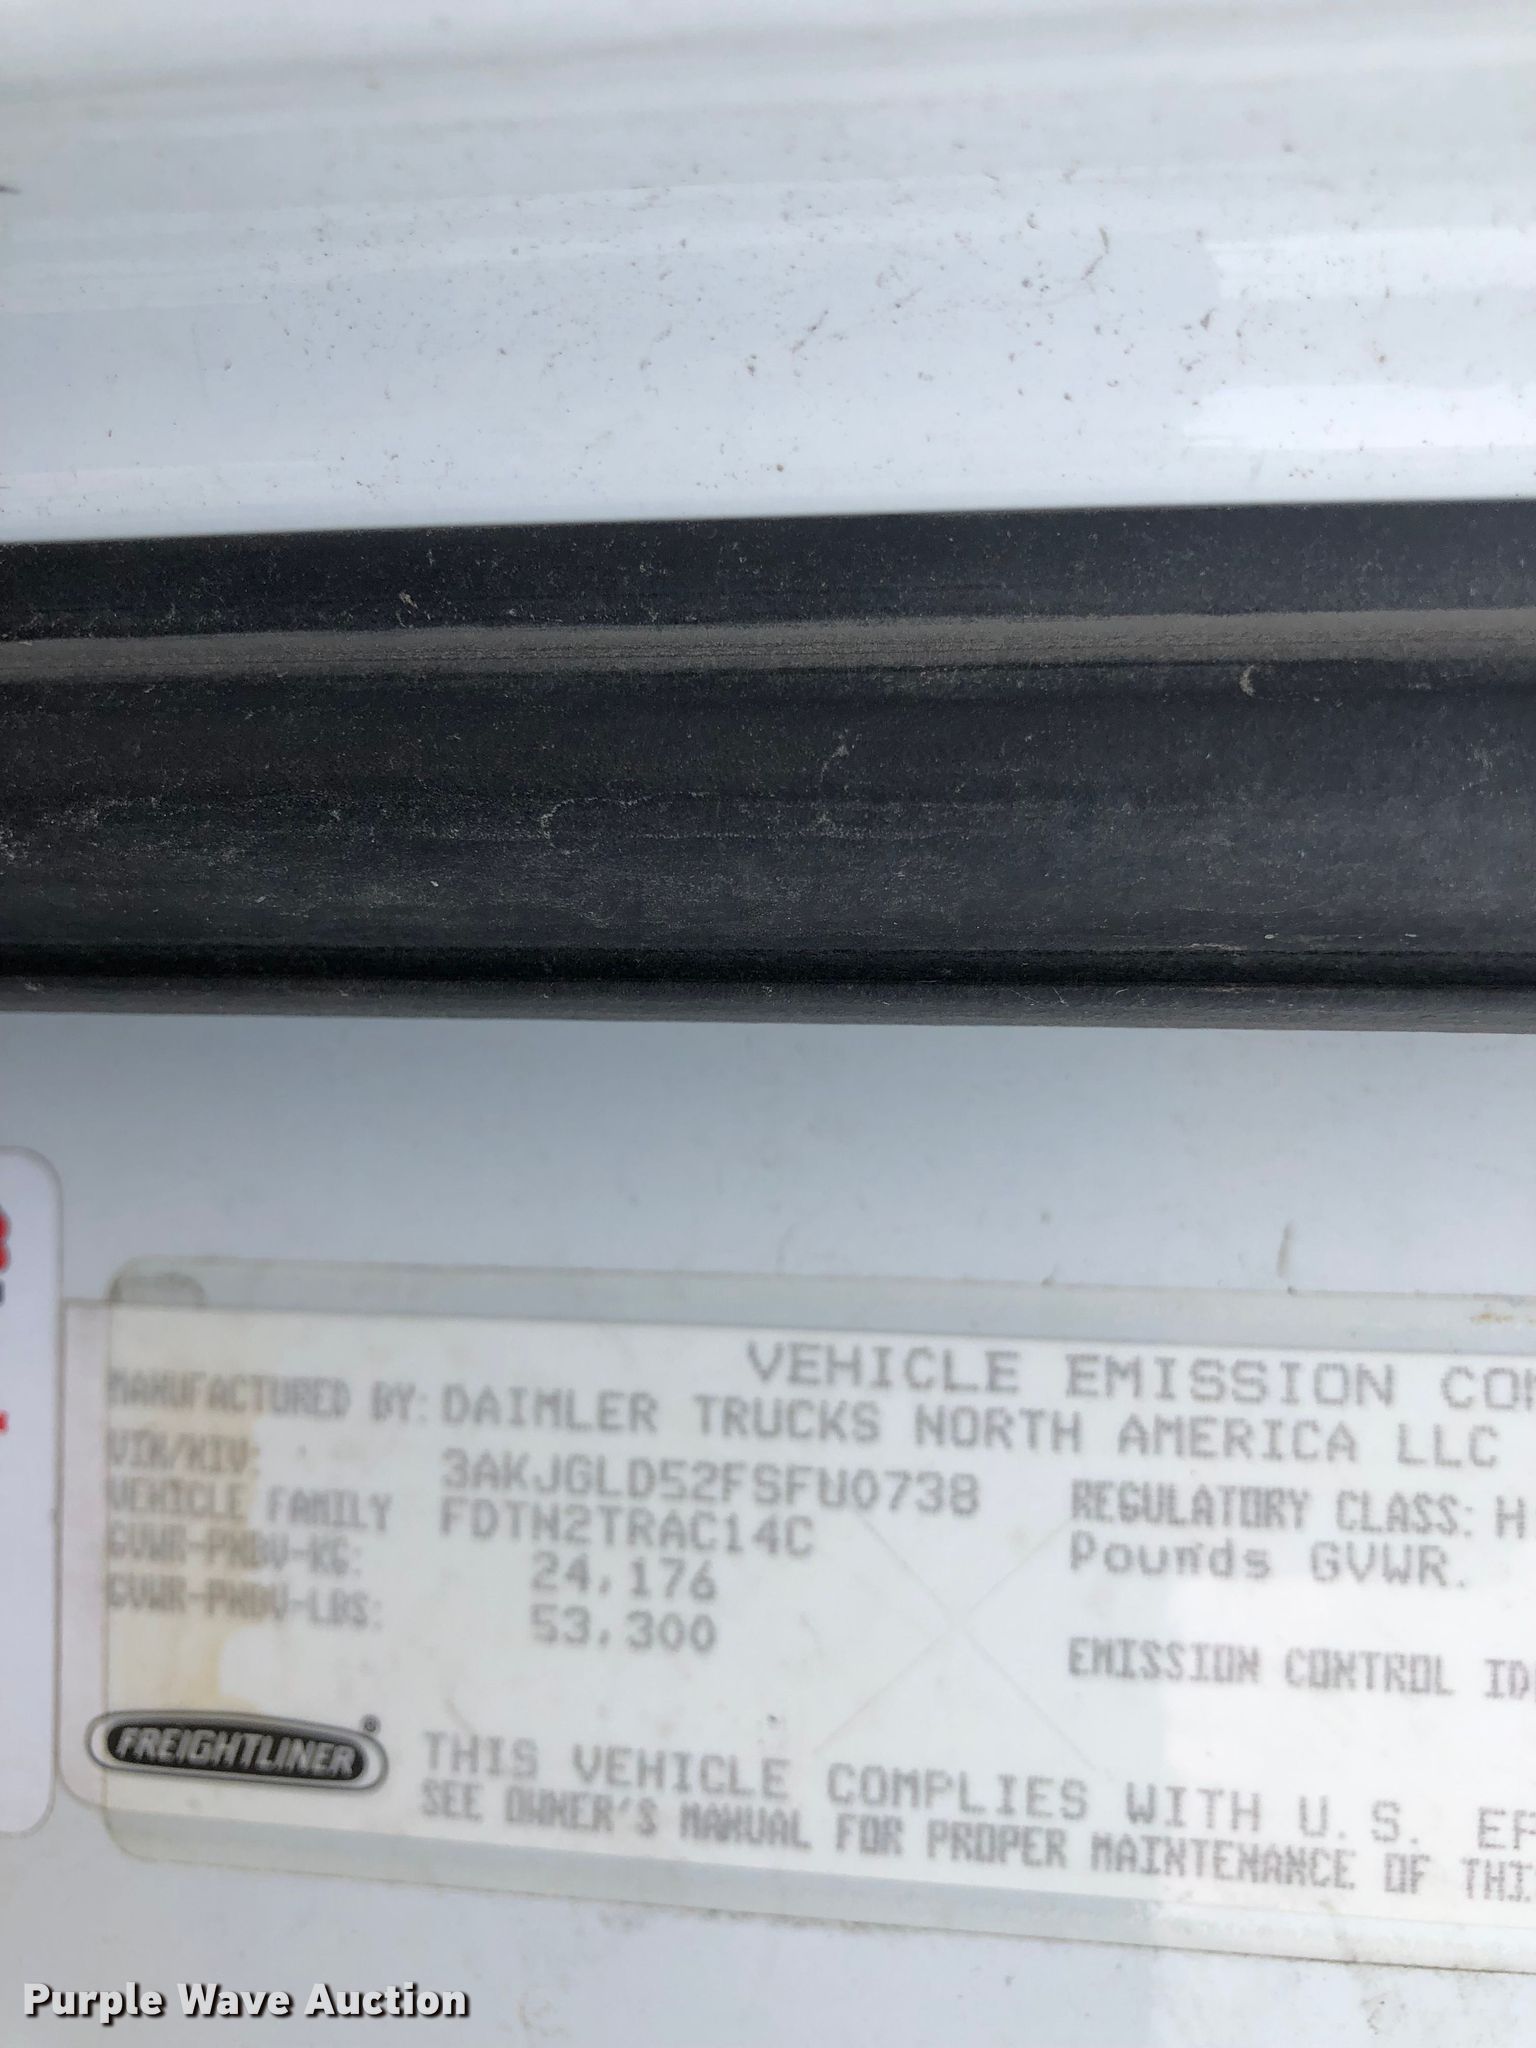 VEHICLE EMISSION CO
MANUFACTURED BY: DAIMLER TRUCKS NORTH AMERICA LLC
VIN/NIV: 3AKJGLD52FSFW0738
VEHICLE FAMILY FDTN2TRAC14C
REGULATORY CLASS: H
GVWR-PNBV-KG: 24,176
Pounds GVWR.
GVWR-PNBV-LBS: 53,300
EMISSION CONTROL ID
FREIGHTLINER®
THIS VEHICLE COMPLIES WITH U.S. EP
SEE OWNER'S MANUAL FOR PROPER MAINTENANCE OF THI
Purple Wave Auction